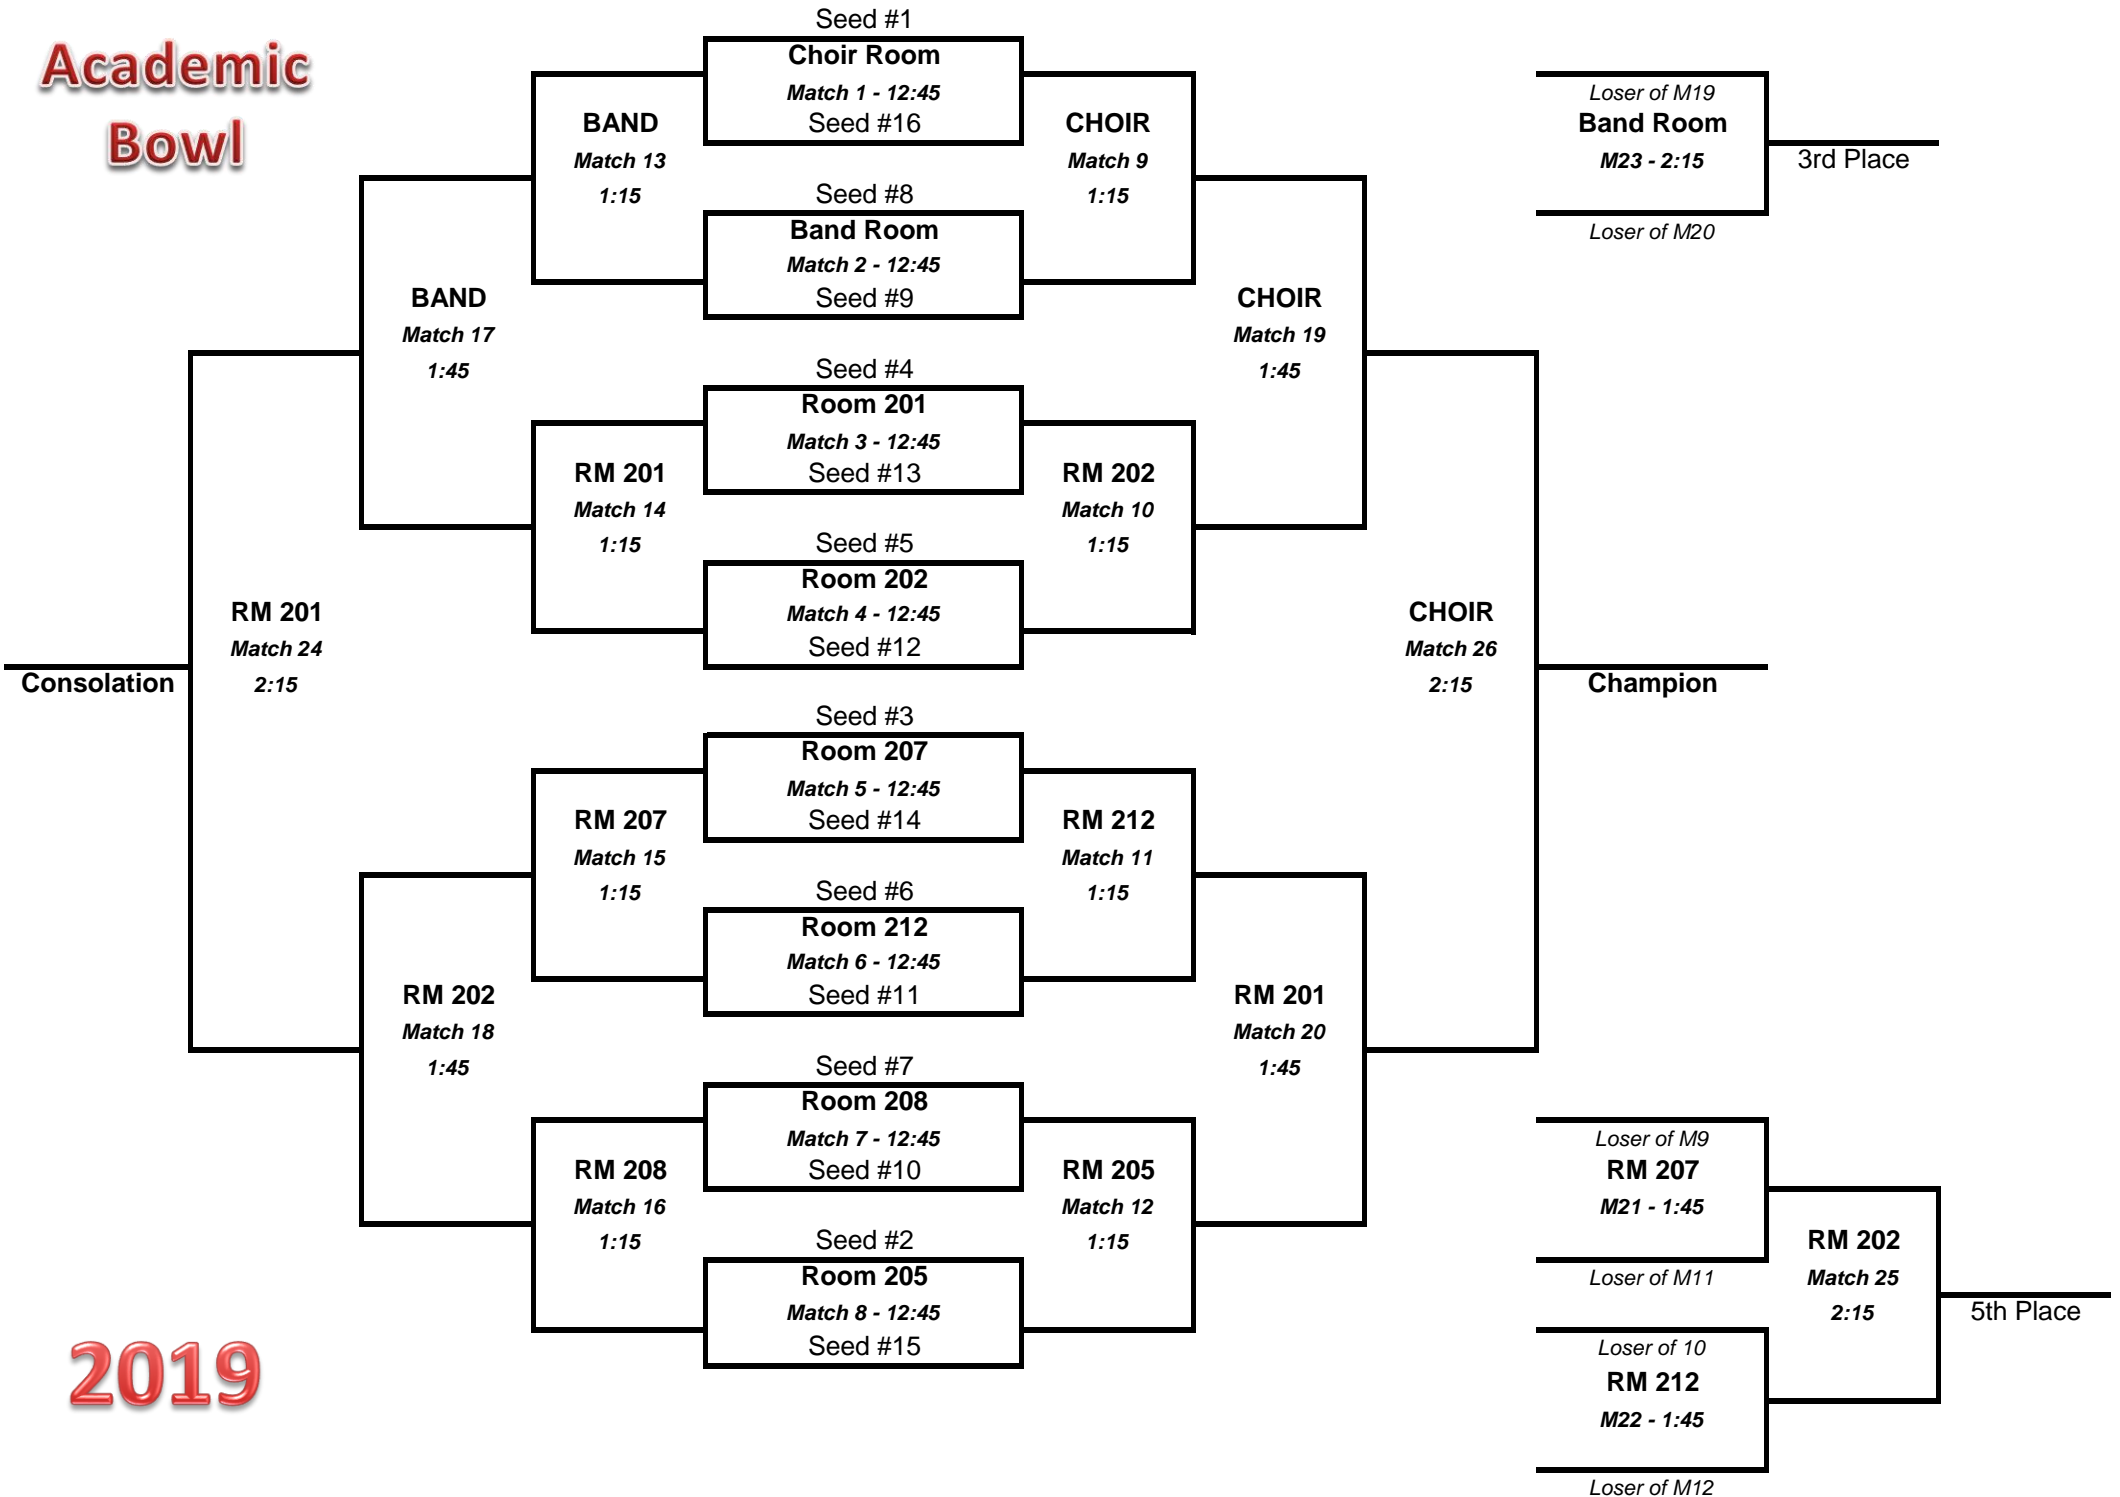 Academic
Bowl
Seed #1
Choir Room
Match 1 - 12:45
Seed #16
Seed #8
Band Room
Match 2 - 12:45
Seed #9
Seed #4
Room 201
Match 3 - 12:45
Seed #13
Seed #5
Room 202
Match 4 - 12:45
Seed #12
Seed #3
Room 207
Match 5 - 12:45
Seed #14
Seed #6
Room 212
Match 6 - 12:45
Seed #11
Seed #7
Room 208
Match 7 - 12:45
Seed #10
Seed #2
Room 205
Match 8 - 12:45
Seed #15
BAND
Match 13
1:15
RM 201
Match 14
1:15
RM 207
Match 15
1:15
RM 208
Match 16
1:15
BAND
Match 17
1:45
RM 202
Match 18
1:45
RM 201
Match 24
2:15
Consolation
CHOIR
Match 9
1:15
RM 202
Match 10
1:15
RM 212
Match 11
1:15
RM 205
Match 12
1:15
CHOIR
Match 19
1:45
RM 201
Match 20
1:45
CHOIR
Match 26
2:15
Champion
Loser of M19
Band Room
M23 - 2:15
Loser of M20
3rd Place
Loser of M9
RM 207
M21 - 1:45
Loser of M11
Loser of 10
RM 212
M22 - 1:45
Loser of M12
RM 202
Match 25
2:15
5th Place
2019